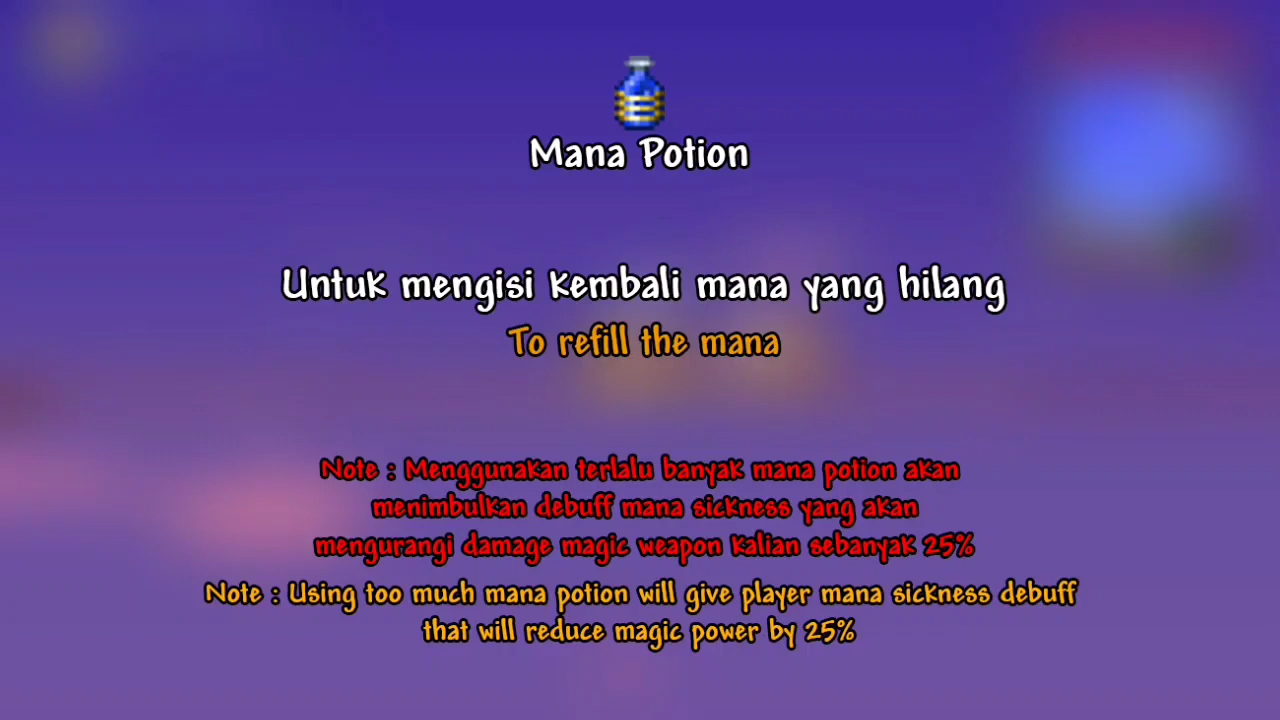 Mana Potion
Untuk mengisi kembali mana yang hilang
To refill the mana
Note : Menggunakan terlalu banyak mana potion akan
menimbulkan debuff mana sickness yang akan
mengurangi damage magic weapon kalian sebanyak 25%
Note : Using too much mana potion will give player mana sickness debuff
that will reduce magic power by 25%